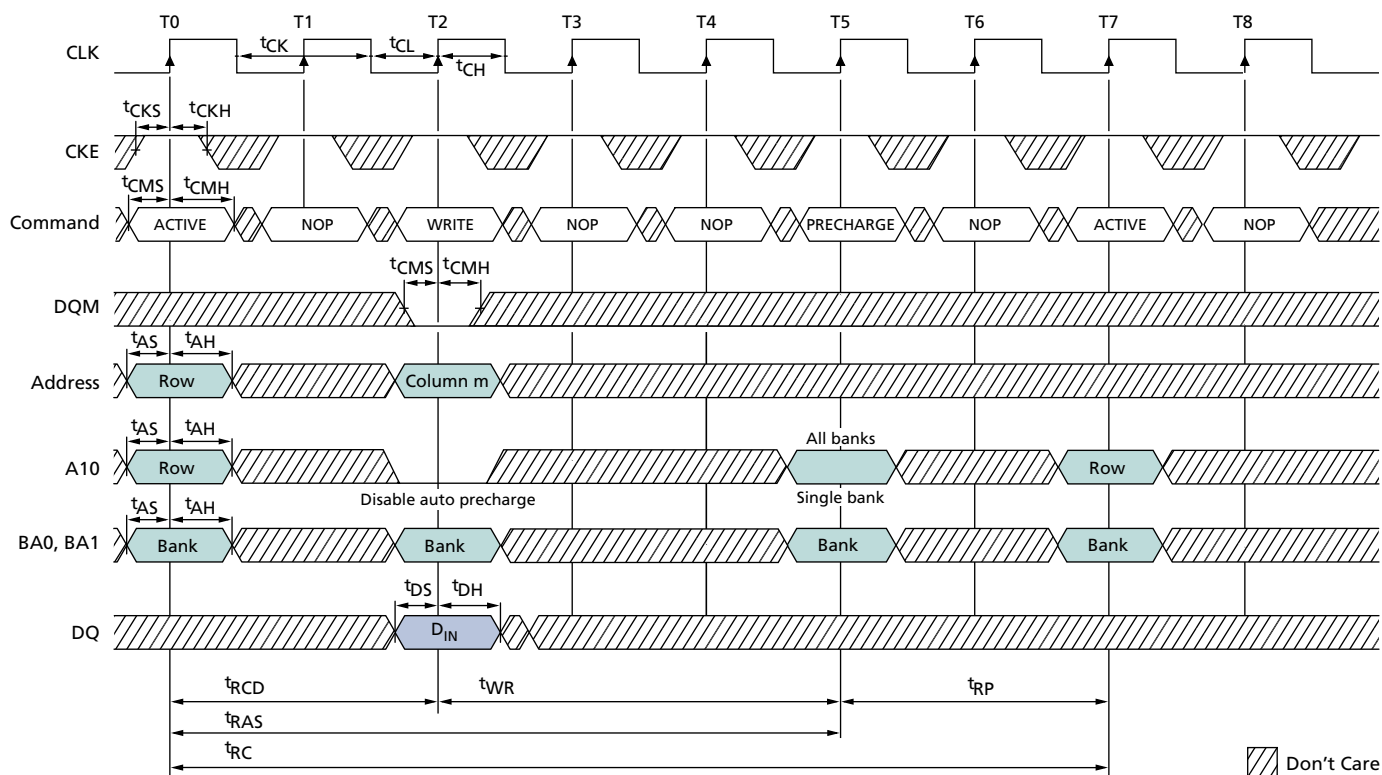 T0 T1 T2 T3 T4 T5 T6 T7 T8
CLK
tCK tCL
tCH
tCKS tCKH
CKE
tCMS tCMH
Command ACTIVE NOP WRITE NOP NOP PRECHARGE NOP ACTIVE NOP
tCMS tCMH
DQM
tAS tAH
Address Row Column m
tAS tAH
All banks
A10 Row Row
Disable auto precharge Single bank
tAS tAH
BA0, BA1 Bank Bank Bank Bank
tDS tDH
DQ DIN
tRCD tWR tRP
tRAS
tRC
Don't Care